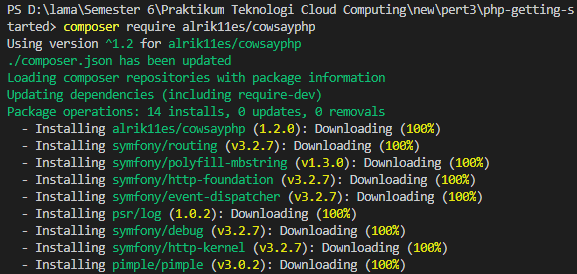 PS D:\lama\Semester 6\Praktikum Teknologi Cloud Computing\new\pert3\php-getting-s
tarted> composer require alrik11es/cowsayphp
Using version ^1.2 for alrik11es/cowsayphp
./composer.json has been updated
Loading composer repositories with package information
Updating dependencies (including require-dev)
Package operations: 14 installs, 0 updates, 0 removals
  - Installing alrik11es/cowsayphp (1.2.0): Downloading (100%)
  - Installing symfony/routing (v3.2.7): Downloading (100%)
  - Installing symfony/polyfill-mbstring (v1.3.0): Downloading (100%)
  - Installing symfony/http-foundation (v3.2.7): Downloading (100%)
  - Installing symfony/event-dispatcher (v3.2.7): Downloading (100%)
  - Installing psr/log (1.0.2): Downloading (100%)
  - Installing symfony/debug (v3.2.7): Downloading (100%)
  - Installing symfony/http-kernel (v3.2.7): Downloading (100%)
  - Installing pimple/pimple (v3.0.2): Downloading (100%)